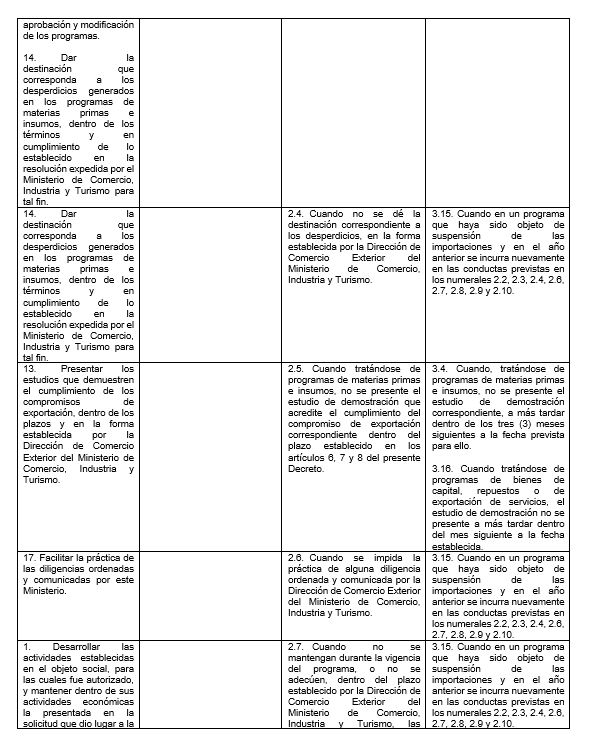 aprobación y modificación
de los programas.
14. Dar la
destinación que
corresponda a los
desperdicios generados
en los programas de
materias primas e
insumos, dentro de los
términos y en
cumplimiento de lo
establecido en la
resolución expedida por el
Ministerio de Comercio,
Industria y Turismo para
tal fin.
14. Dar la
destinación que
corresponda a los
desperdicios generados
en los programas de
materias primas e
insumos, dentro de los
términos y en
cumplimiento de lo
establecido en la
resolución expedida por el
Ministerio de Comercio,
Industria y Turismo para
tal fin.
2.4. Cuando no se dé la
destinación correspondiente a
los desperdicios, en la forma
establecida por la Dirección de
Comercio Exterior del
Ministerio de Comercio,
Industria y Turismo.
3.15. Cuando en un programa
que haya sido objeto de
suspensión de las
importaciones y en el año
anterior se incurra nuevamente
en las conductas previstas en
los numerales 2.2, 2.3, 2.4, 2.6,
2.7, 2.8, 2.9 y 2.10.
13. Presentar los
estudios que demuestren
el cumplimiento de los
compromisos de
exportación, dentro de los
plazos y en la forma
establecida por la
Dirección de Comercio
Exterior del Ministerio de
Comercio, Industria y
Turismo.
2.5. Cuando tratándose de
programas de materias primas
e insumos, no se presente el
estudio de demostración que
acredite el cumplimiento del
compromiso de exportación
correspondiente dentro del
plazo establecido en los
artículos 6, 7 y 8 del presente
Decreto.
3.4. Cuando, tratándose de
programas de materias primas
e insumos, no se presente el
estudio de demostración
correspondiente, a más tardar
dentro de los tres (3) meses
siguientes a la fecha prevista
para ello.
3.16. Cuando tratándose de
programas de bienes de
capital, repuestos o de
exportación de servicios, el
estudio de demostración no se
presente a más tardar dentro
del mes siguiente a la fecha
establecida.
17. Facilitar la práctica de
las diligencias ordenadas
y comunicadas por este
Ministerio.
2.6. Cuando se impida la
práctica de alguna diligencia
ordenada y comunicada por la
Dirección de Comercio Exterior
del Ministerio de Comercio,
Industria y Turismo.
3.15. Cuando en un programa
que haya sido objeto de
suspensión de las
importaciones y en el año
anterior se incurra nuevamente
en las conductas previstas en
los numerales 2.2, 2.3, 2.4, 2.6,
2.7, 2.8, 2.9 y 2.10.
1. Desarrollar las
actividades establecidas
en el objeto social, para
las cuales fue autorizado,
y mantener dentro de sus
actividades económicas
la presentada en la
solicitud que dio lugar a la
2.7. Cuando no se
mantengan durante la vigencia
del programa, o no se
adecúen, dentro del plazo
establecido por la Dirección de
Comercio Exterior del
Ministerio de Comercio,
Industria y Turismo, las
3.15. Cuando en un programa
que haya sido objeto de
suspensión de las
importaciones y en el año
anterior se incurra nuevamente
en las conductas previstas en
los numerales 2.2, 2.3, 2.4, 2.6,
2.7, 2.8, 2.9 y 2.10.